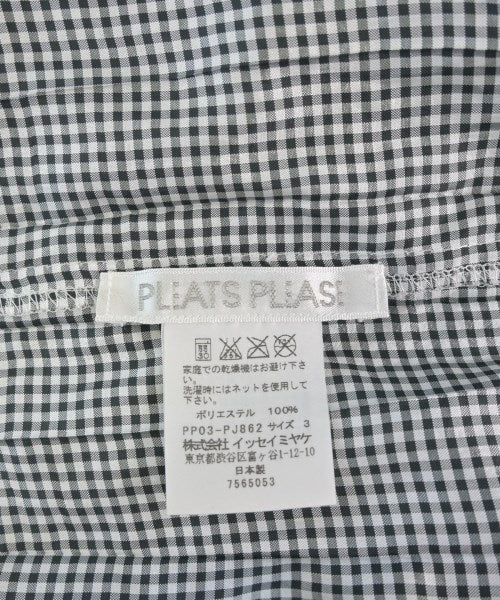 PLEATS PLEASE
30
家庭での乾燥機はお避け下さい。
洗濯時にはネットを使用して下さい。
ポリエステル 100%
PP03-PJ862 サイズ 3
株式会社 イッセイミヤケ
東京都渋谷区富ヶ谷1-12-10
日本製
7565053